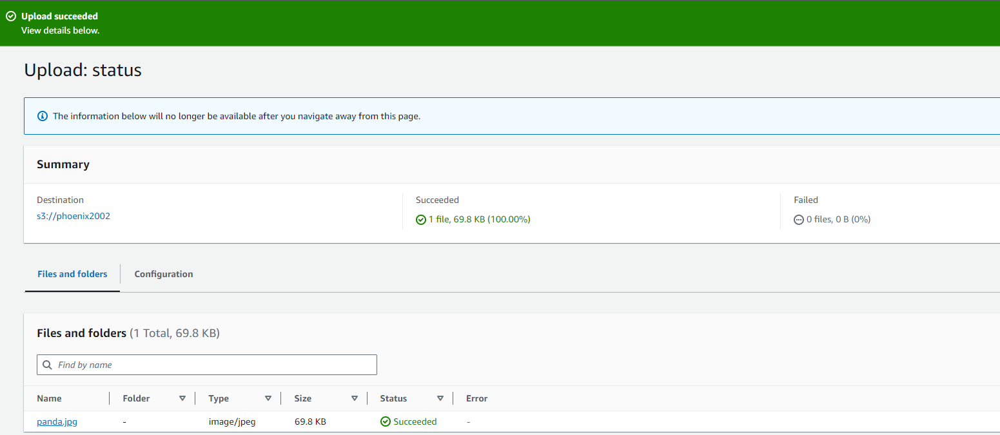 Upload succeeded
View details below.
Upload: status
The information below will no longer be available after you navigate away from this page.
Summary
Destination
s3://phoenix2002
Succeeded
1 file, 69.8 KB (100.00%)
Failed
0 files, 0 B (0%)
Files and folders
Configuration
Files and folders (1 Total, 69.8 KB)
Find by name
Name Folder Type Size Status Error
panda.jpg - image/jpeg 69.8 KB Succeeded -